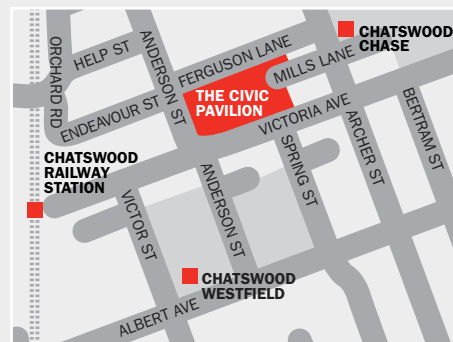 ORCHARD RD
HELP ST
ANDERSON ST
FERGUSON LANE
CHATSWOOD
CHASE
MILLS LANE
ENDEAVOUR ST
THE CIVIC
PAVILION
VICTORIA AVE
BERTRAM ST
ARCHER ST
CHATSWOOD
RAILWAY
STATION
SPRING ST
VICTOR ST
ANDERSON ST
CHATSWOOD
WESTFIELD
ALBERT AVE